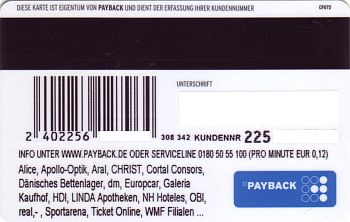 DIESE KARTE IST EIGENTUM VON PAYBACK UND DIENT DER ERFASSUNG IHRER KUNDENNUMMER
CF072
UNTERSCHRIFT
2 402256
308 342 KUNDENNR 225
INFO UNTER WWW.PAYBACK.DE ODER SERVICELINE 0180 50 55 100 (PRO MINUTE EUR 0,12)
Alice, Apollo-Optik, Aral, CHRIST, Cortal Consors,
Dänisches Bettenlager, dm, Europcar, Galeria
Kaufhof, HDI, LINDA Apotheken, NH Hoteles, OBI,
real,- , Sportarena, Ticket Online, WMF Filialen ...
PAYBACK